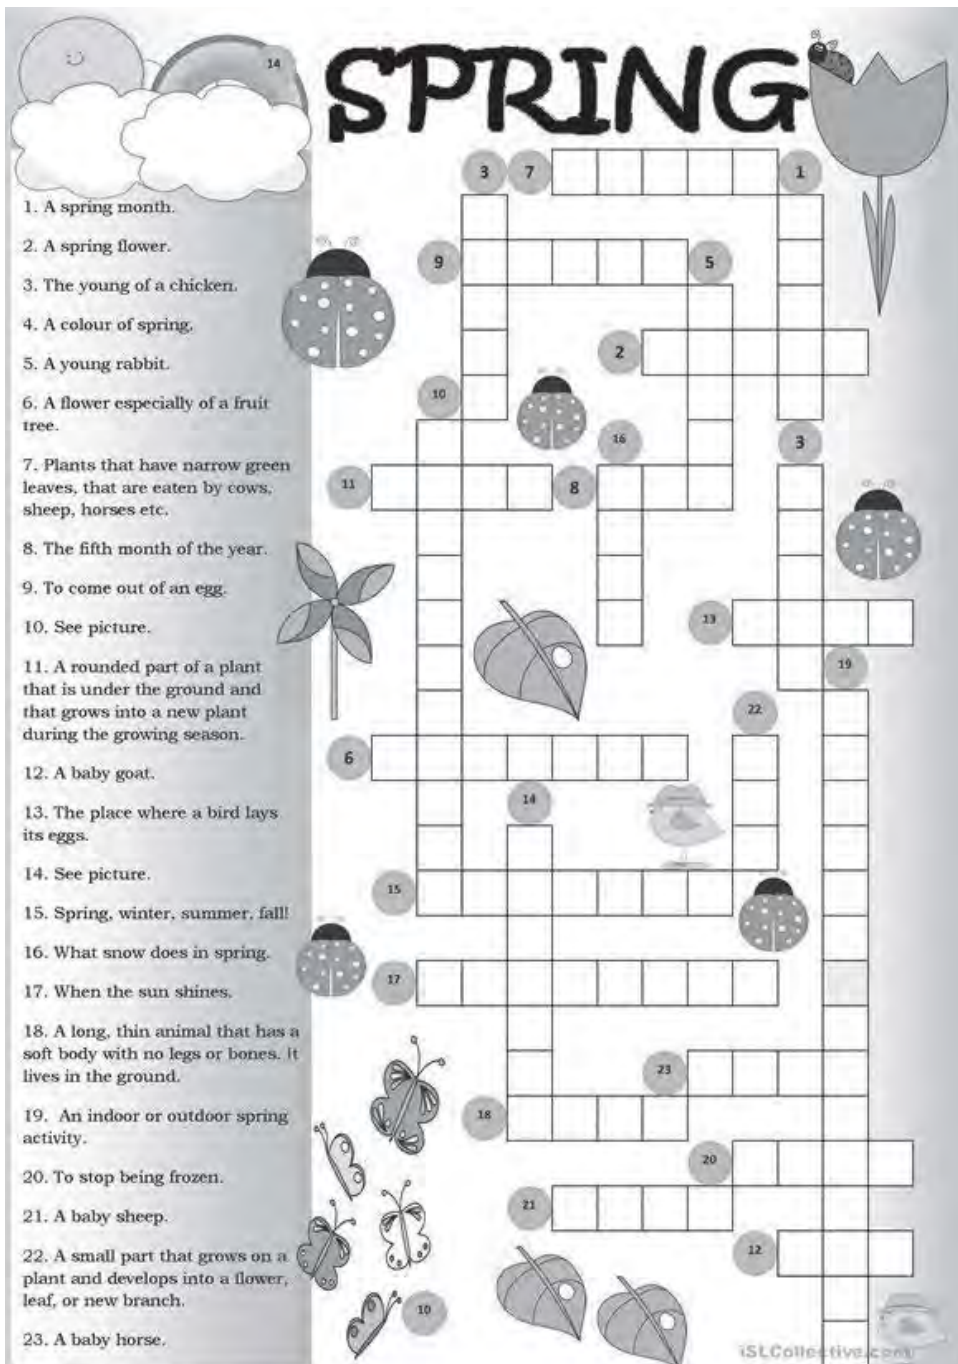 14
SPRING
3
7
1
1. A spring month.
2. A spring flower.
9
5
3. The young of a chicken.
4. A colour of spring.
2
5. A young rabbit.
10
6. A flower especially of a fruit
tree.
16
3
7. Plants that have narrow green
leaves, that are eaten by cows,
sheep, horses etc.
11
8
8. The fifth month of the year.
9. To come out of an egg.
10. See picture.
13
11. A rounded part of a plant
that is under the ground and
that grows into a new plant
during the growing season.
19
22
6
12. A baby goat.
14
13. The place where a bird lays
its eggs.
14. See picture.
15
15. Spring, winter, summer, fall!
16. What snow does in spring.
17
17. When the sun shines.
18. A long, thin animal that has a
soft body with no legs or bones. It
lives in the ground.
23
18
19. An indoor or outdoor spring
activity.
20
20. To stop being frozen.
21
21. A baby sheep.
12
22. A small part that grows on a
plant and develops into a flower,
leaf, or new branch.
10
23. A baby horse.
iSLCollective.com